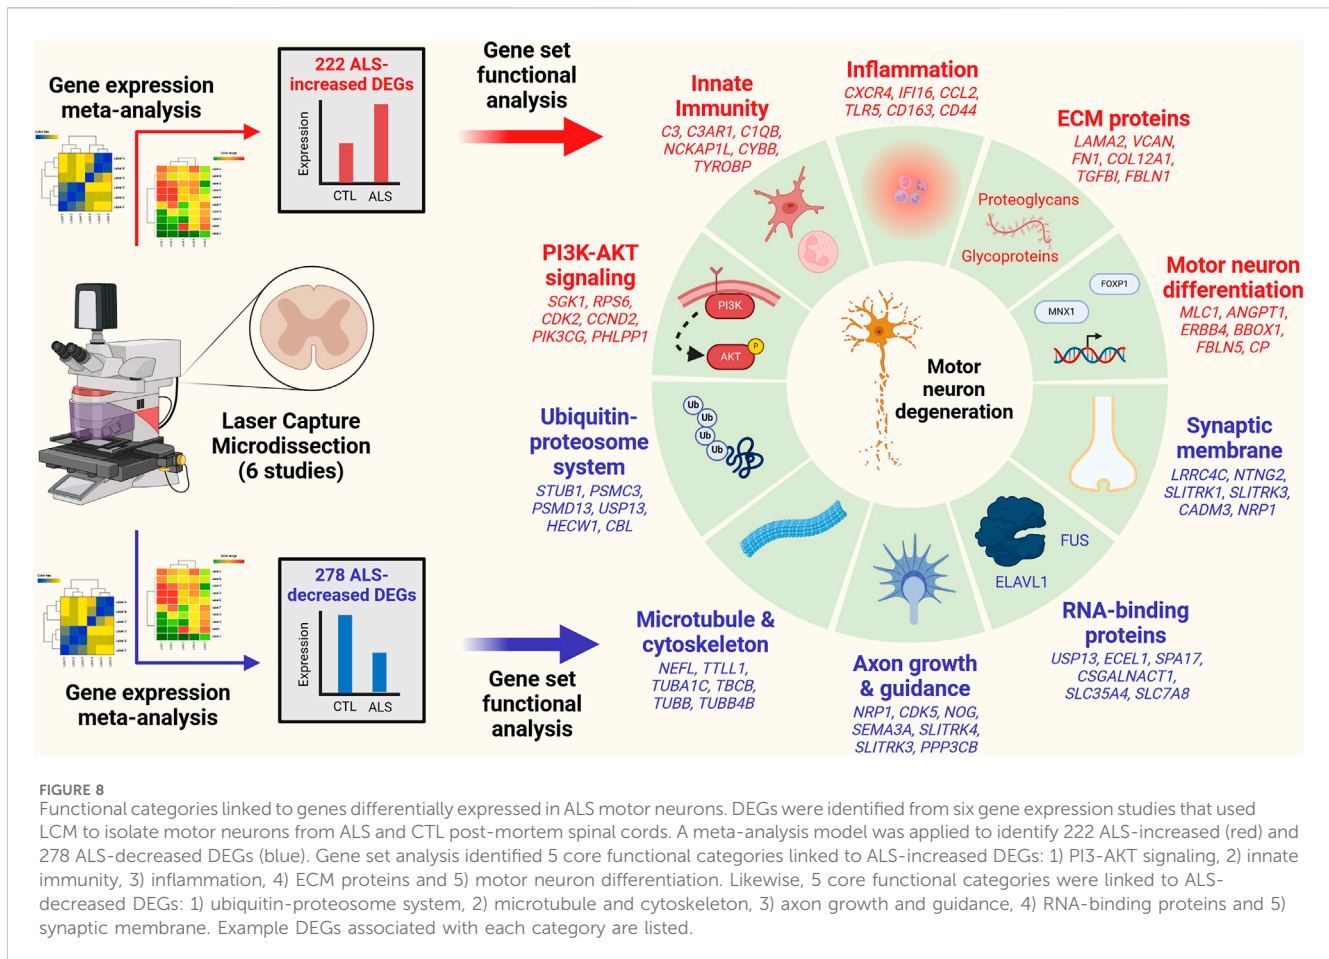 Gene expression
meta-analysis
222 ALS-
increased DEGs
Expression
CTL
ALS
Gene set
functional
analysis
Innate
Immunity
C3, C3AR1, C1QB,
NCKAP1L, CYBB,
TYROBP
Inflammation
CXCR4, IFI16, CCL2,
TLR5, CD163, CD44
ECM proteins
LAMA2, VCAN,
FN1, COL12A1,
TGFBI, FBLN1
Proteoglycans
Glycoproteins
PI3K-AKT
signaling
SGK1, RPS6,
CDK2, CCND2,
PIK3CG, PHLPP1
PI3K
AKT
P
Motor neuron
differentiation
MLC1, ANGPT1,
ERBB4, BBOX1,
FBLN5, CP
FOXP1
MNX1
Motor
neuron
degeneration
Laser Capture
Microdissection
(6 studies)
Ubiquitin-
proteosome
system
STUB1, PSMC3,
PSMD13, USP13,
HECW1, CBL
Ub
Ub
Ub
Ub
Synaptic
membrane
LRRC4C, NTNG2,
SLITRK1, SLITRK3,
CADM3, NRP1
FUS
ELAVL1
278 ALS-
decreased DEGs
Expression
CTL
ALS
Gene expression
meta-analysis
Gene set
functional
analysis
Microtubule &
cytoskeleton
NEFL, TTLL1,
TUBA1C, TBCB,
TUBB, TUBB4B
Axon growth
& guidance
NRP1, CDK5, NOG,
SEMA3A, SLITRK4,
SLITRK3, PPP3CB
RNA-binding
proteins
USP13, ECEL1, SPA17,
CSGALNACT1,
SLC35A4, SLC7A8
FIGURE 8
Functional categories linked to genes differentially expressed in ALS motor neurons. DEGs were identified from six gene expression studies that used
LCM to isolate motor neurons from ALS and CTL post-mortem spinal cords. A meta-analysis model was applied to identify 222 ALS-increased (red) and
278 ALS-decreased DEGs (blue). Gene set analysis identified 5 core functional categories linked to ALS-increased DEGs: 1) PI3-AKT signaling, 2) innate
immunity, 3) inflammation, 4) ECM proteins and 5) motor neuron differentiation. Likewise, 5 core functional categories were linked to ALS-
decreased DEGs: 1) ubiquitin-proteosome system, 2) microtubule and cytoskeleton, 3) axon growth and guidance, 4) RNA-binding proteins and 5)
synaptic membrane. Example DEGs associated with each category are listed.